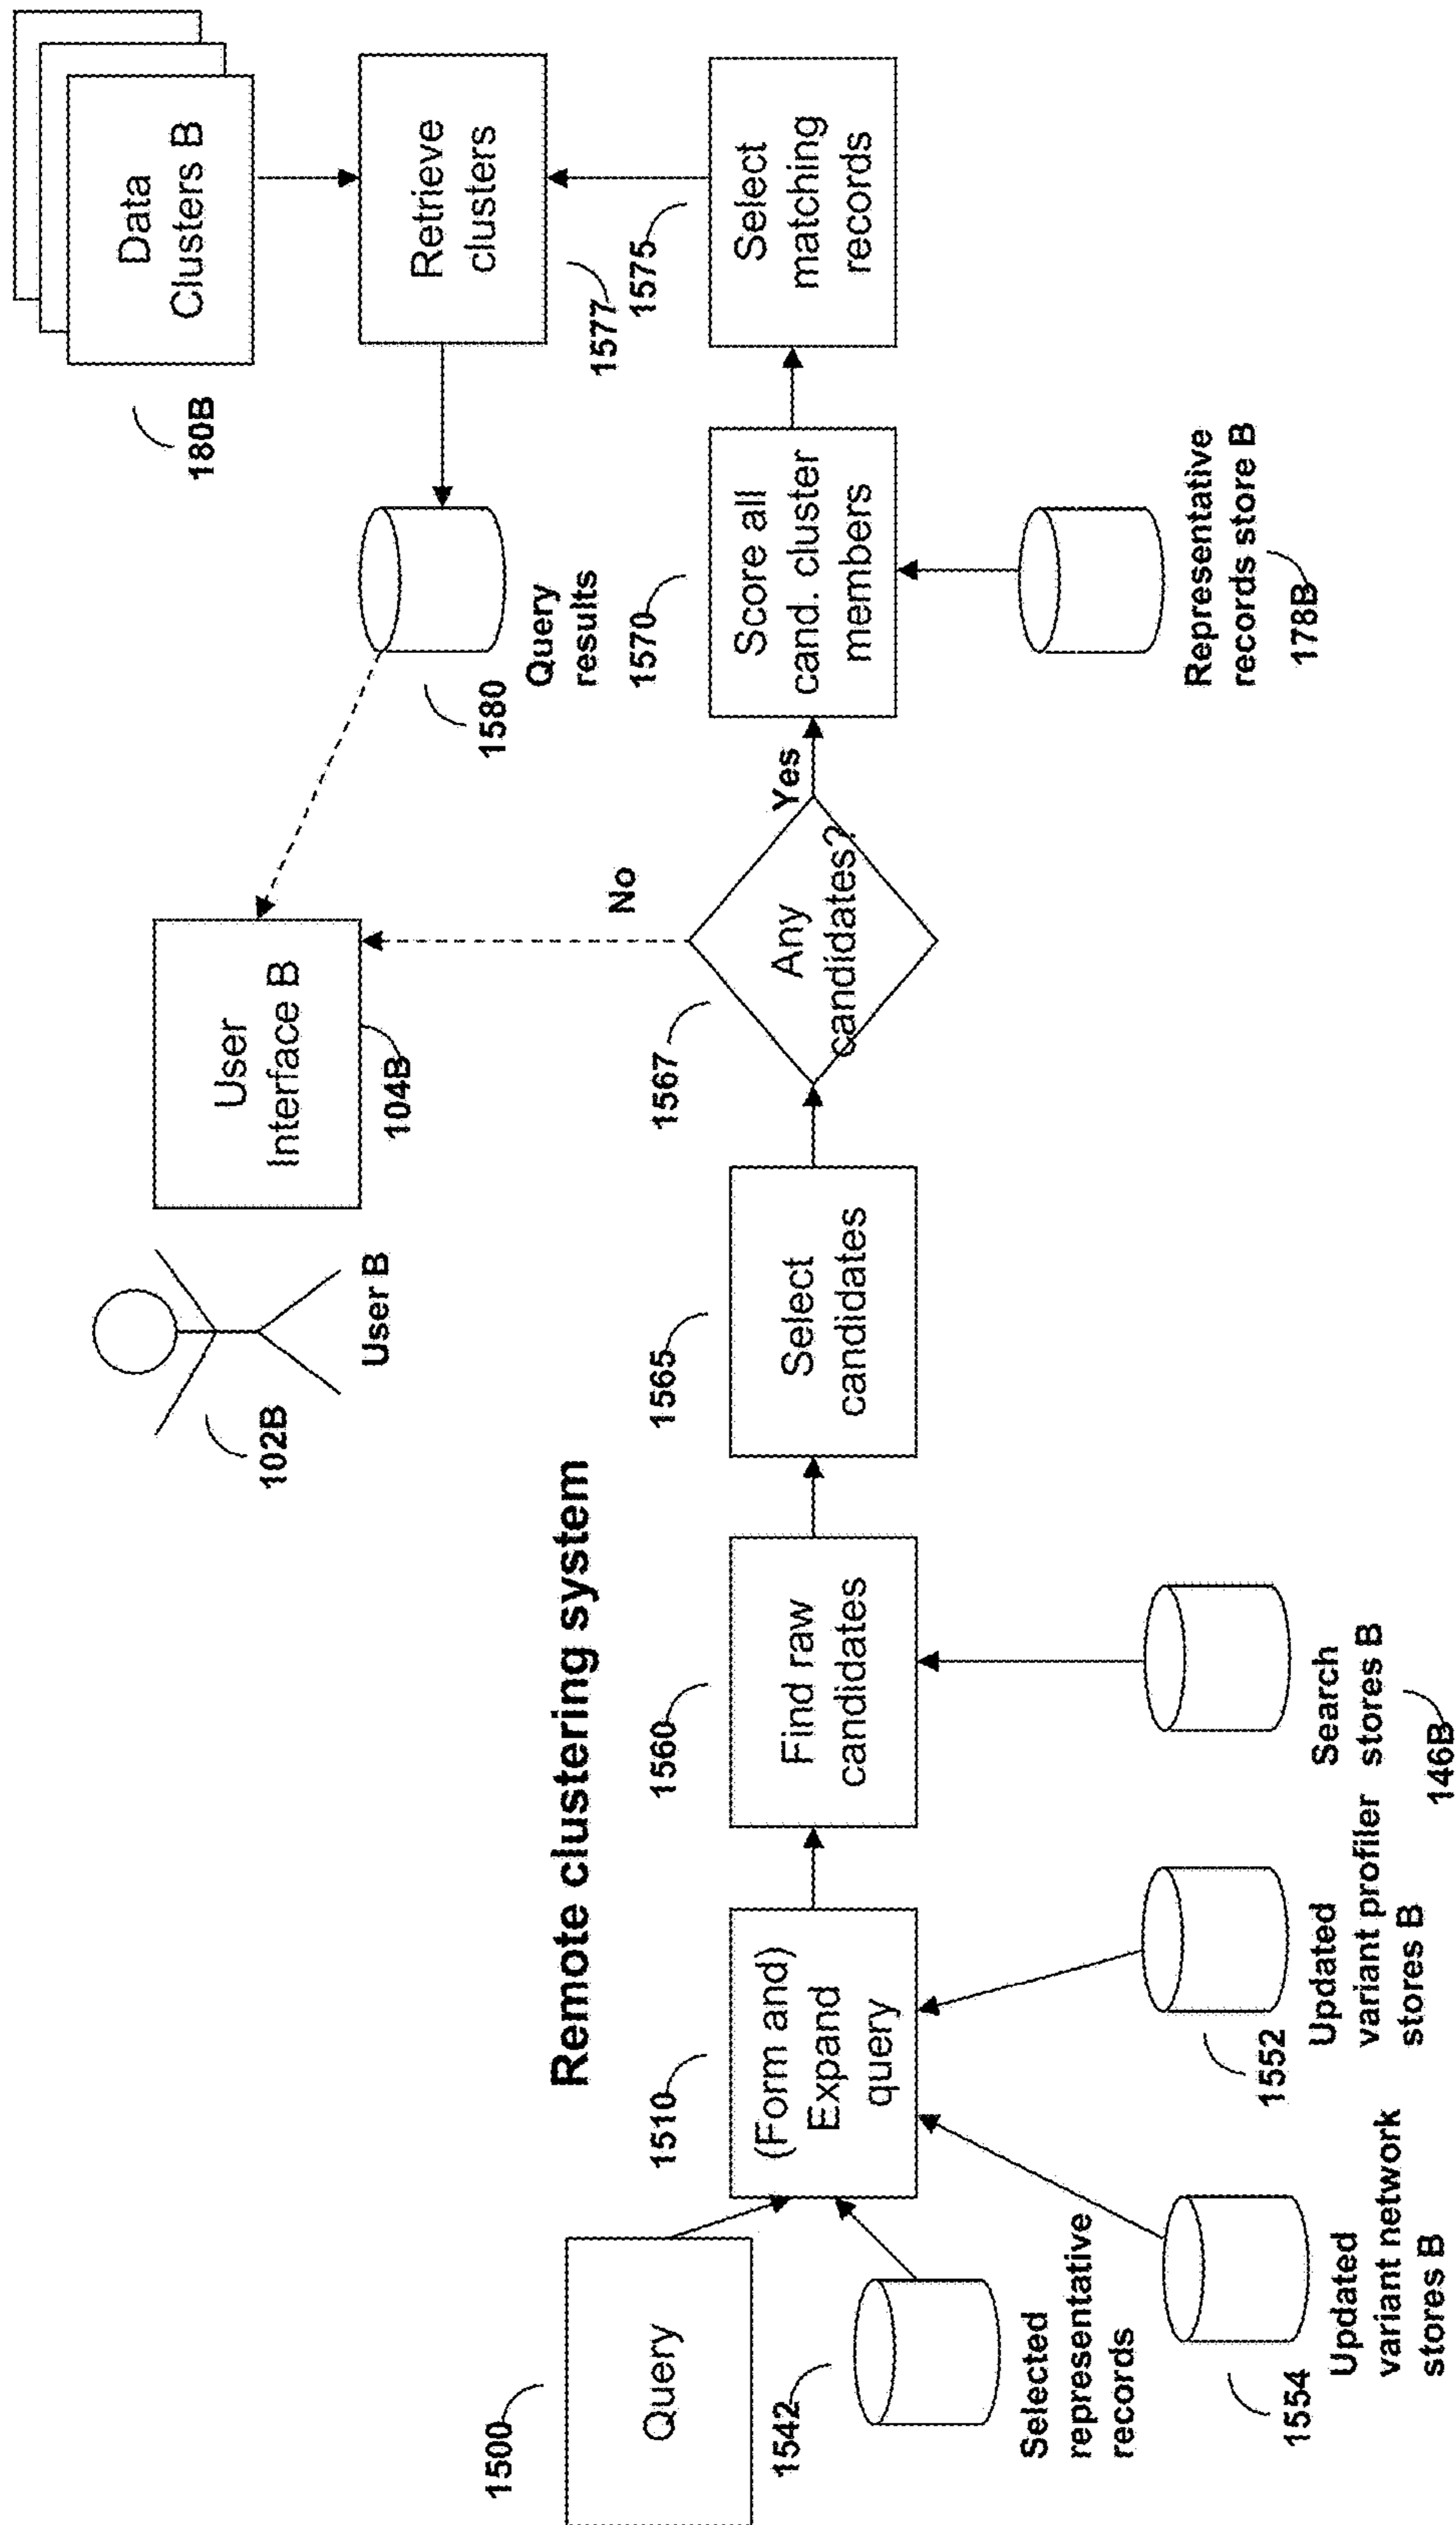 Data
Clusters B
180B
User
Interface B
104B
102B
User B
Retrieve
clusters
1577
1580
Query
results
Remote clustering system
No
1500
Query
1510
(Form and)
Expand
query
1560
Find raw
candidates
1565
Select
candidates
1567
Any
candidates?
Yes
1570
Score all
cand. cluster
members
1575
Select
matching
records
1542
Selected
representative
records
1554
Updated
variant network
stores B
1552
Updated
variant profiler
stores B
Search
stores B
146B
Representative
records store B
178B